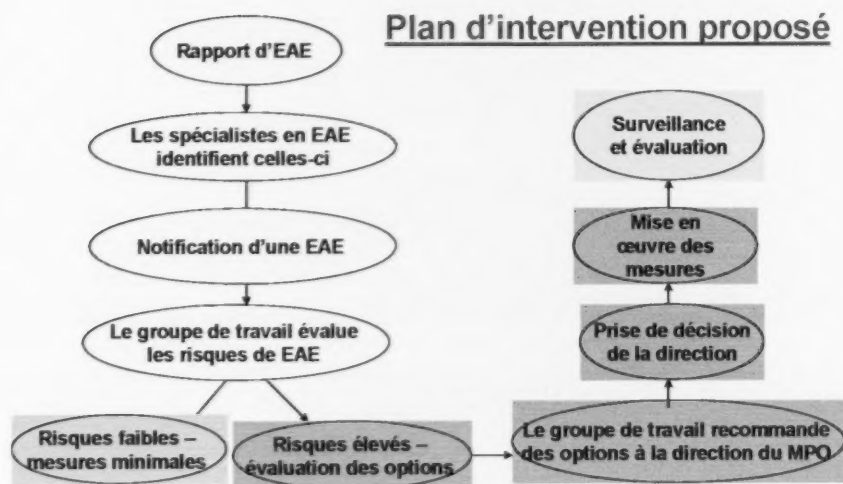 Plan d’intervention proposé
Rapport d’EAE
Les spécialistes en EAE
identifient celles-ci
Notification d’une EAE
Le groupe de travail évalue
les risques de EAE
Risques faibles –
mesures minimales
Risques élevés –
évaluation des options
Le groupe de travail recommande
des options à la direction du MPO
Prise de décision
de la direction
Mise en
œuvre des
mesures
Surveillance
et évaluation